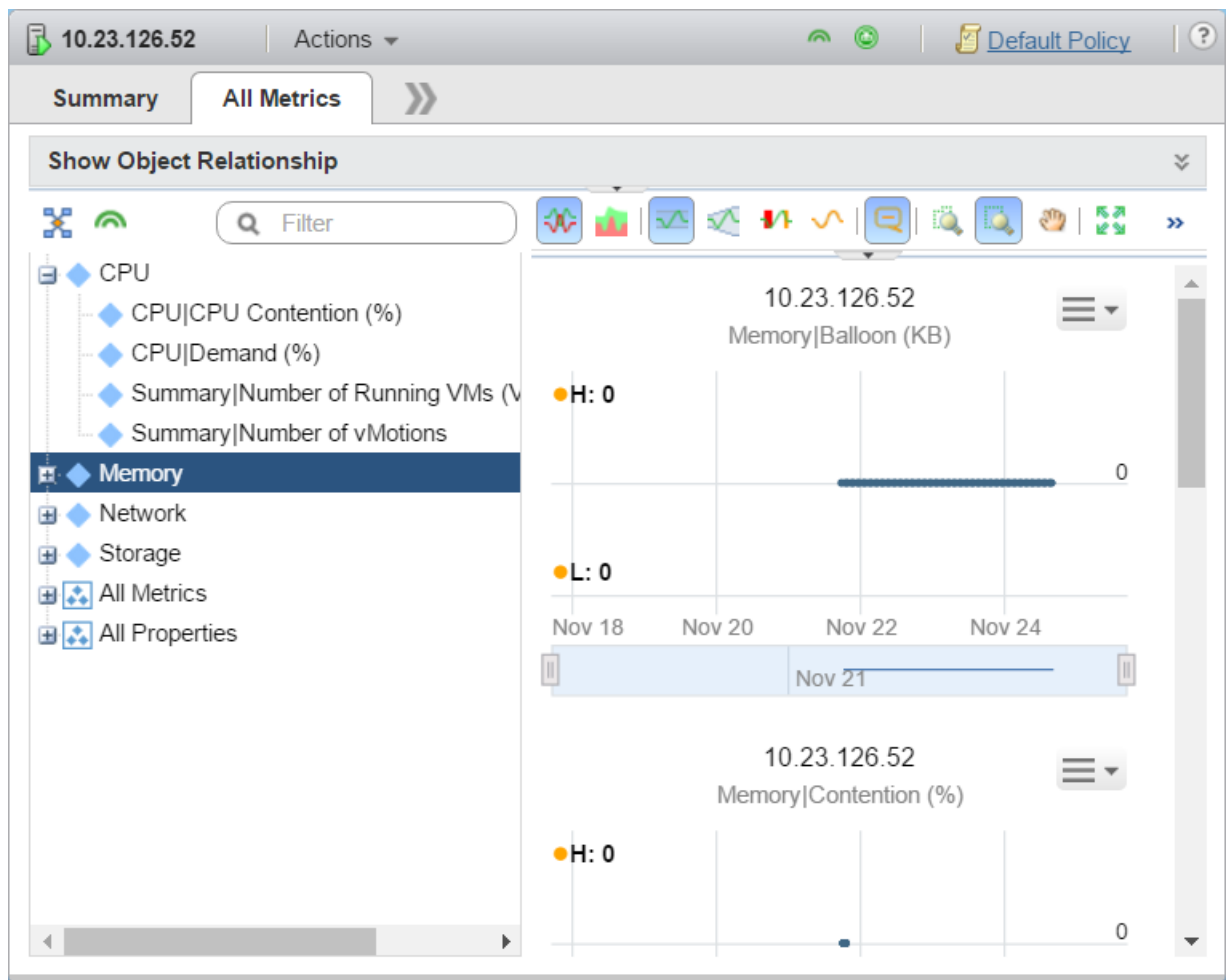 10.23.126.52 Actions Default Policy ?
Summary All Metrics
Show Object Relationship
Filter
CPU
CPU|CPU Contention (%)
CPU|Demand (%)
Summary|Number of Running VMs (V
Summary|Number of vMotions
Memory
Network
Storage
All Metrics
All Properties
10.23.126.52
Memory|Balloon (KB)
H: 0
0
L: 0
Nov 18 Nov 20 Nov 22 Nov 24
Nov 21
10.23.126.52
Memory|Contention (%)
H: 0
0